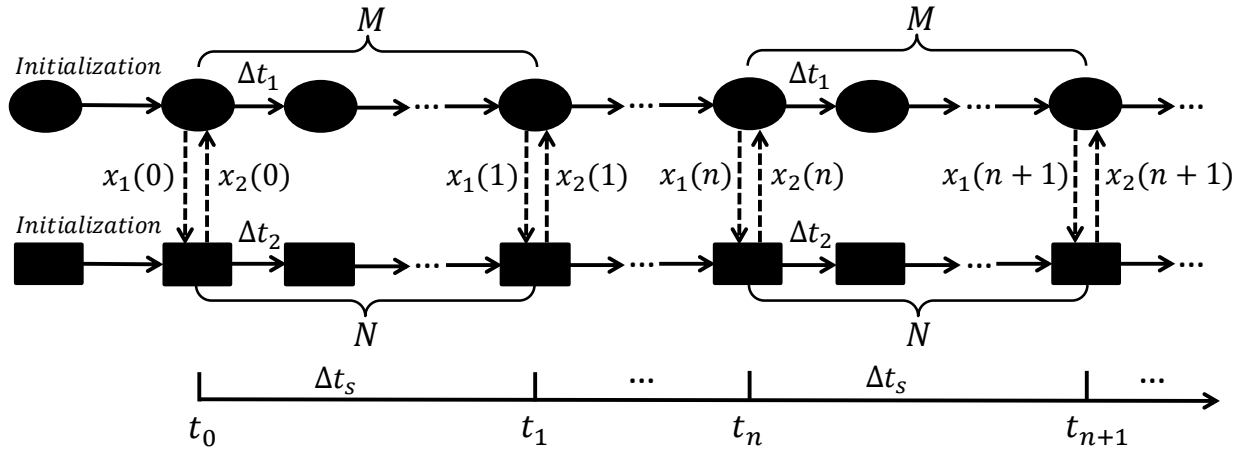 M M
Initialization Δt₁ ... ... Δt₁ ...
x₁(0) x₂(0) x₁(1) x₂(1) x₁(n) x₂(n) x₁(n + 1) x₂(n + 1)
Initialization Δt₂ ... ... Δt₂ ... ...
N N
Δtₛ ... Δtₛ ...
t₀ t₁ tₙ tₙ₊₁